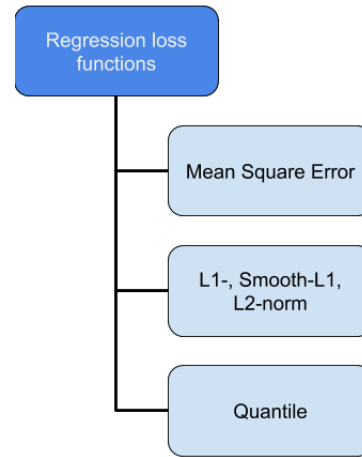 Regression loss
functions
Mean Square Error
L1-, Smooth-L1,
L2-norm
Quantile